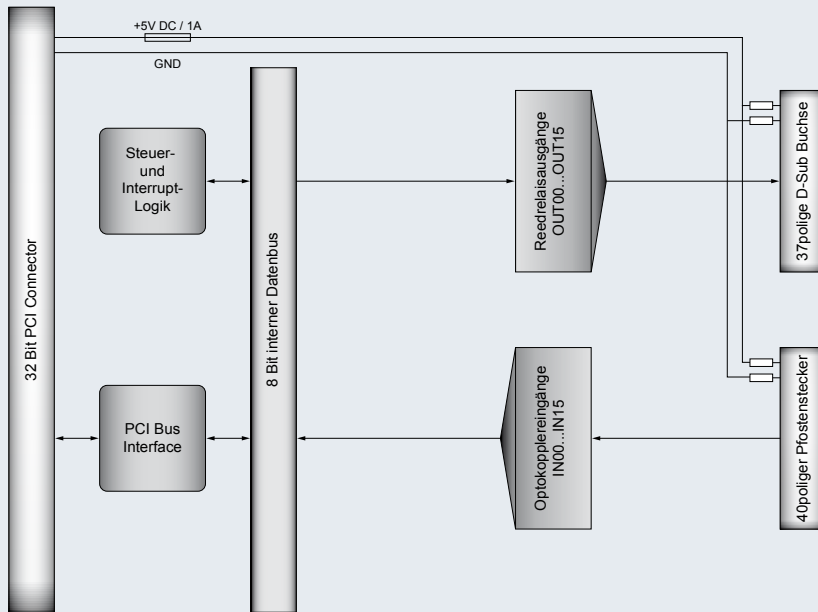 +5V DC / 1A
GND
32 Bit PCI Connector
Steuer-
und
Interrupt-
Logik
PCI Bus
Interface
8 Bit interner Datenbus
Reedrelaisausgänge
OUT00...OUT15
Optokopplereingänge
IN00...IN15
37polige D-Sub Buchse
40poliger Pfostenstecker